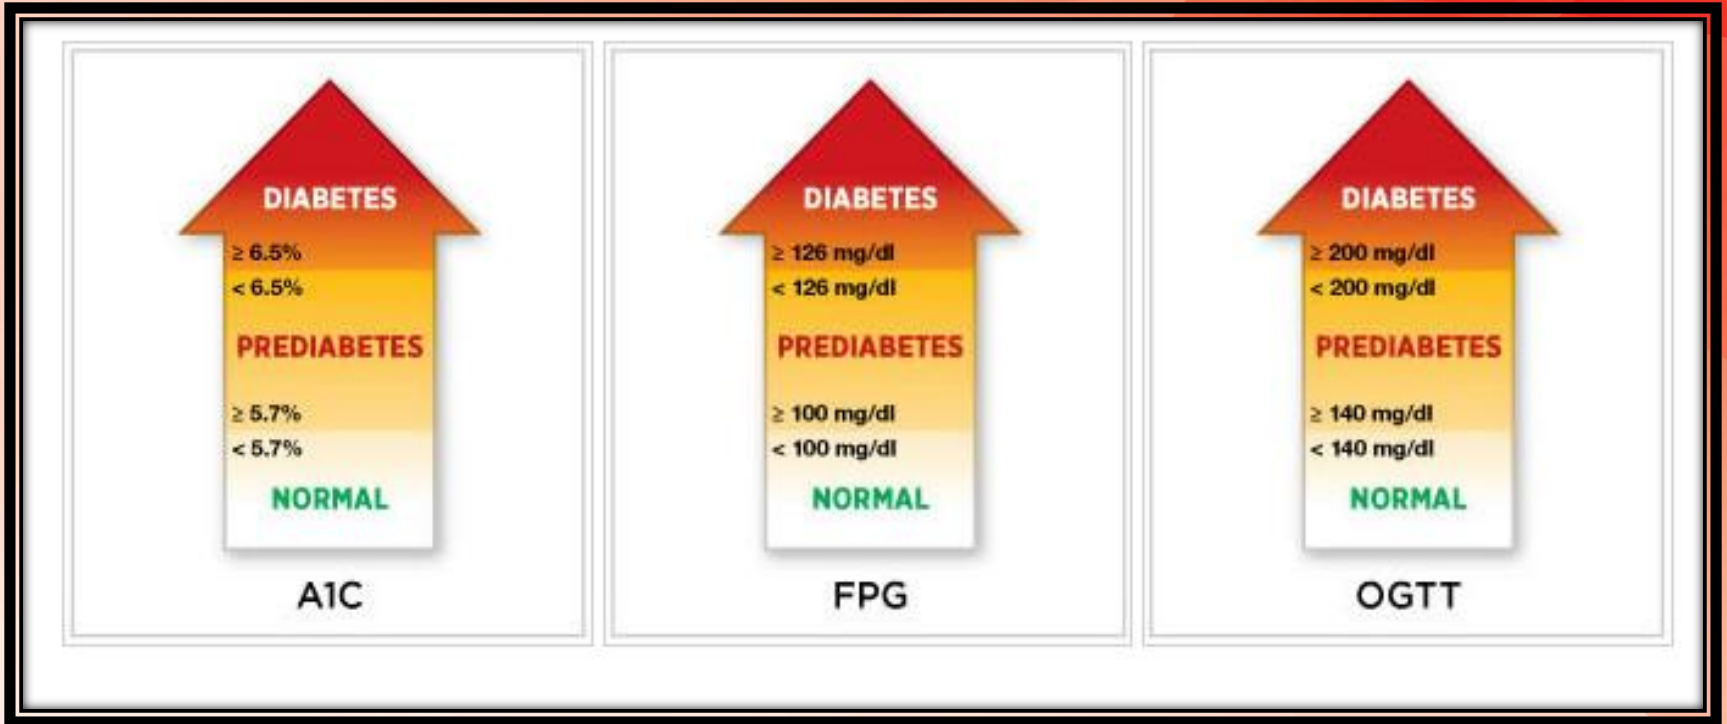 DIABETES
≥ 6.5%
< 6.5%
PREDIABETES
≥ 5.7%
< 5.7%
NORMAL
A1C
DIABETES
≥ 126 mg/dl
< 126 mg/dl
PREDIABETES
≥ 100 mg/dl
< 100 mg/dl
NORMAL
FPG
DIABETES
≥ 200 mg/dl
< 200 mg/dl
PREDIABETES
≥ 140 mg/dl
< 140 mg/dl
NORMAL
OGTT